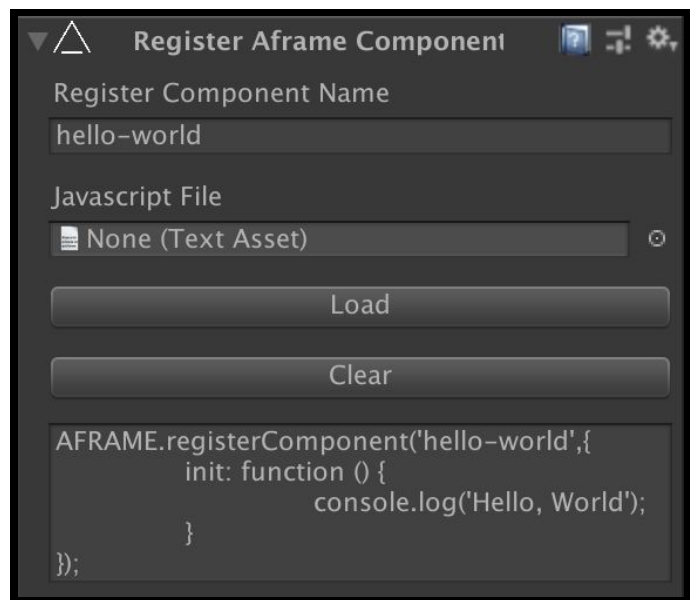 Register Aframe Component
Register Component Name
hello-world
Javascript File
None (Text Asset)
Load
Clear
AFRAME.registerComponent('hello-world',{
init: function () {
console.log('Hello, World');
}
});